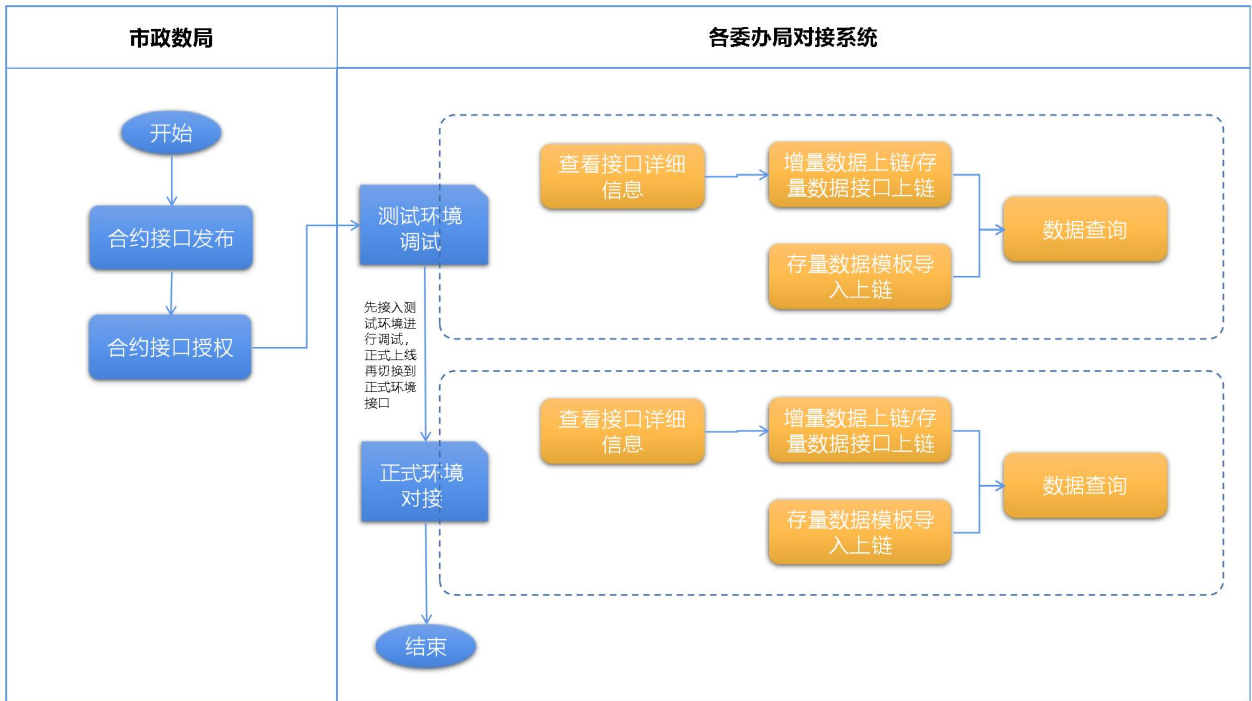 市政数局
各委办局对接系统
开始
合约接口发布
合约接口授权
测试环境
调试
查看接口详细
信息
增量数据上链/存
量数据接口上链
存量数据模板导
入上链
数据查询
先接入测
试环境进
行调试，
正式上线
再切换到
正式环境
接口
正式环境
对接
查看接口详细
信息
增量数据上链/存
量数据接口上链
存量数据模板导
入上链
数据查询
结束